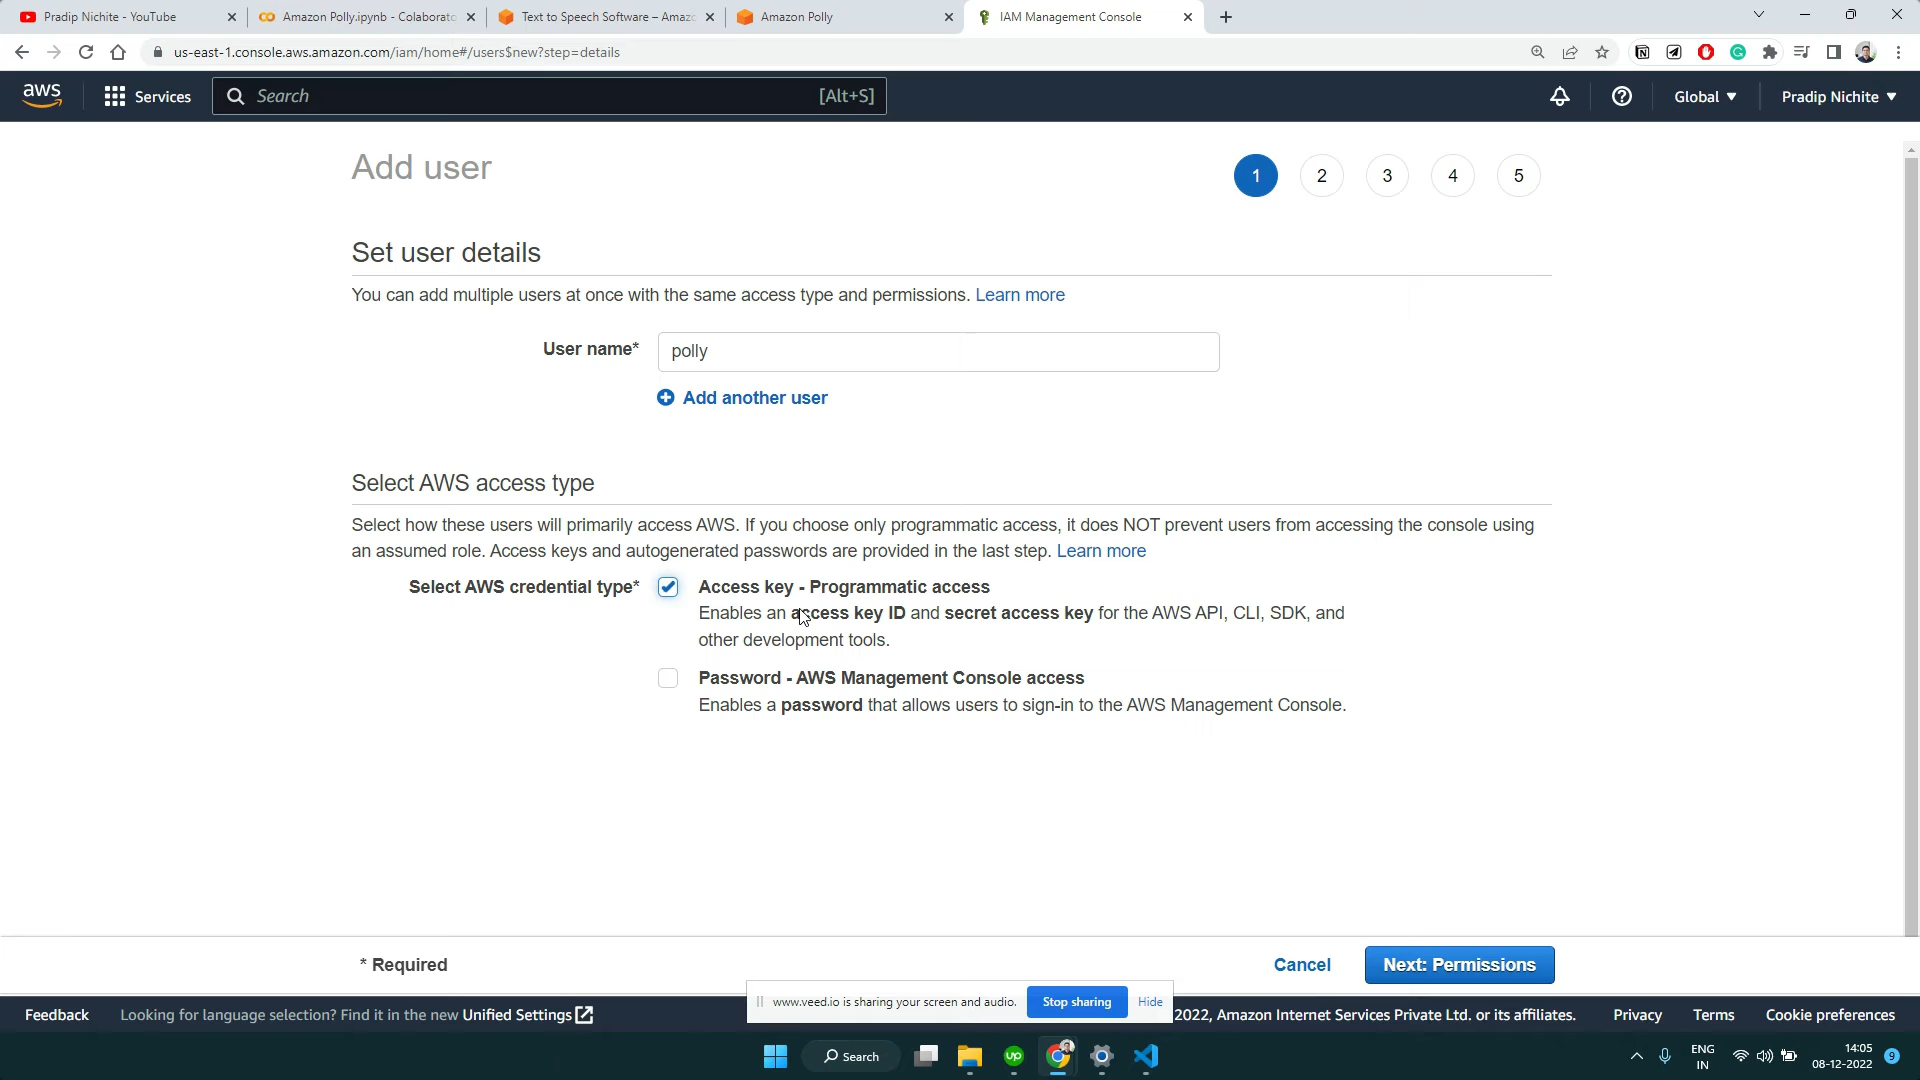 Pradip Nichite - YouTube
Amazon Polly.ipynb - Colaborato
Text to Speech Software – Amaz
Amazon Polly
IAM Management Console
us-east-1.console.aws.amazon.com/iam/home#/users$new?step=details
aws
Services
Search
[Alt+S]
Global
Pradip Nichite
Add user
1
2
3
4
5
Set user details
You can add multiple users at once with the same access type and permissions. Learn more
User name*
polly
Add another user
Select AWS access type
Select how these users will primarily access AWS. If you choose only programmatic access, it does NOT prevent users from accessing the console using
an assumed role. Access keys and autogenerated passwords are provided in the last step. Learn more
Select AWS credential type*
Access key - Programmatic access
Enables an access key ID and secret access key for the AWS API, CLI, SDK, and
other development tools.
Password - AWS Management Console access
Enables a password that allows users to sign-in to the AWS Management Console.
* Required
Cancel
Next: Permissions
www.veed.io is sharing your screen and audio.
Stop sharing
Hide
Feedback
Looking for language selection? Find it in the new Unified Settings
2022, Amazon Internet Services Private Ltd. or its affiliates.
Privacy
Terms
Cookie preferences
Search
up
ENG
IN
14:05
08-12-2022
9